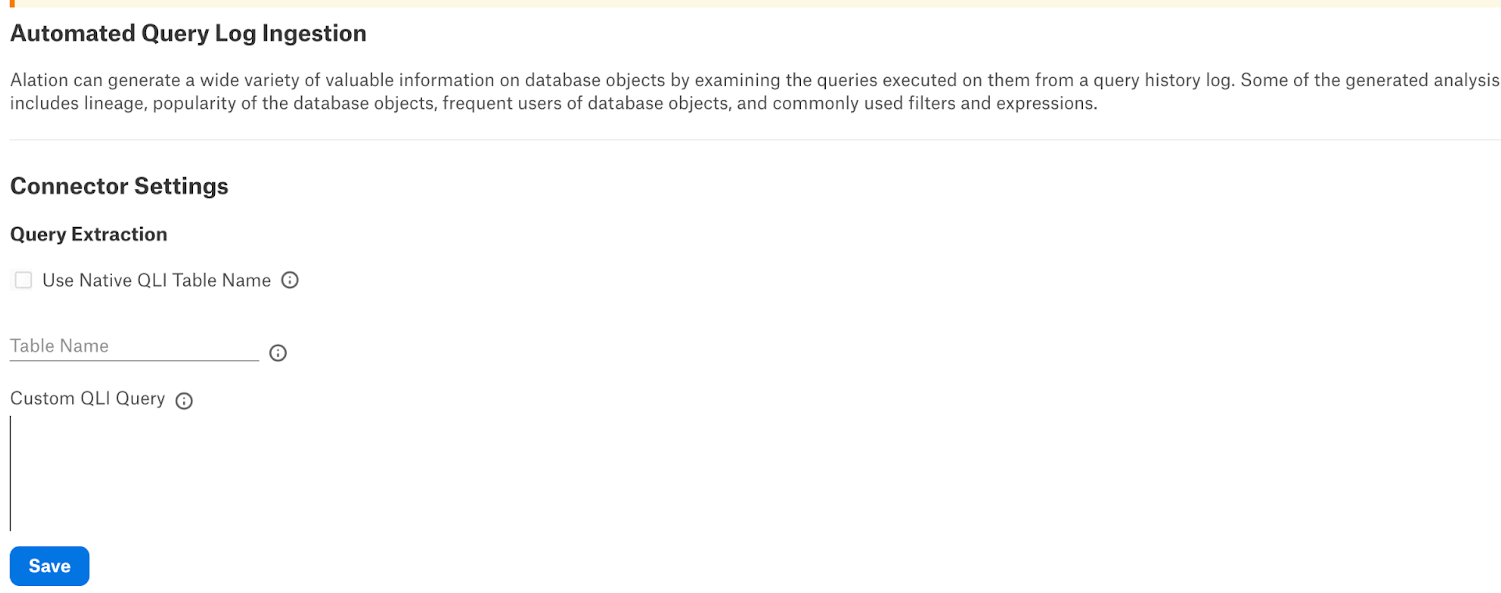 Automated Query Log Ingestion
Alation can generate a wide variety of valuable information on database objects by examining the queries executed on them from a query history log. Some of the generated analysis
includes lineage, popularity of the database objects, frequent users of database objects, and commonly used filters and expressions.
Connector Settings
Query Extraction
Use Native QLI Table Name
Table Name
Custom QLI Query
Save